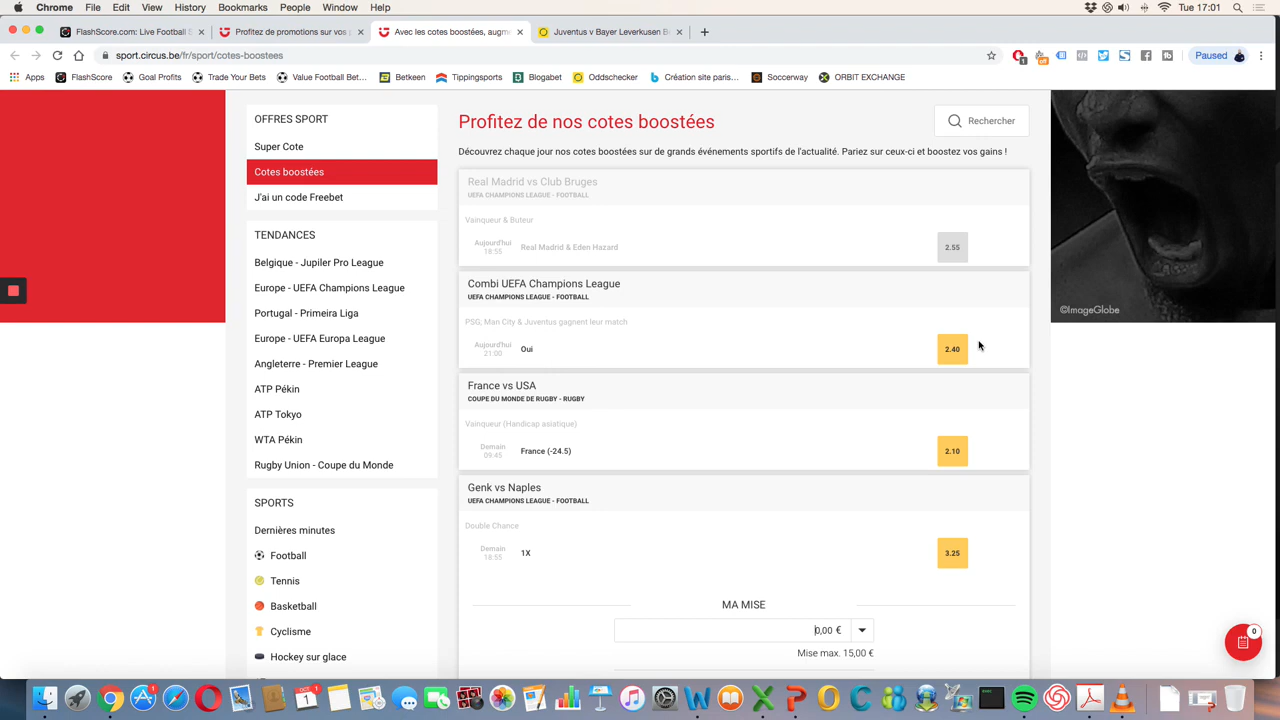 Chrome File Edit View History Bookmarks People Window Help
Tue 17:01
FlashScore.com: Live Football S
Profitez de promotions sur vos p
Avec les cotes boostées, augm
Juventus v Bayer Leverkusen B
sport.circus.be/fr/sport/cotes-boostees
Paused
Apps FlashScore Goal Profits Trade Your Bets Value Football Bet... Betkeen Tippingsports Blogabet Oddschecker Création site interne... Soccerway ORBIT EXCHANGE
OFFRES SPORT
Super Cote
Cotes boostées
J'ai un code Freebet
TENDANCES
Belgique - Jupiler Pro League
Europe - UEFA Champions League
Portugal - Primeira Liga
Europe - UEFA Europa League
Angleterre - Premier League
ATP Pékin
ATP Tokyo
WTA Pékin
Rugby Union - Coupe du Monde
SPORTS
Dernières minutes
Football
Tennis
Basketball
Cyclisme
Hockey sur glace
Profitez de nos cotes boostées
Rechercher
Découvrez chaque jour nos cotes boostées sur de grands événements sportifs de l'actualité. Pariez sur ceux-ci et boostez vos gains !
Real Madrid vs Club Bruges
UEFA CHAMPIONS LEAGUE - FOOTBALL
Vainqueur & Buteur
Aujourd'hui
18:55
Real Madrid & Eden Hazard
2.55
Combi UEFA Champions League
UEFA CHAMPIONS LEAGUE - FOOTBALL
PSG, Man City & Juventus gagnent leur match
Aujourd'hui
21:00
Oui
2.40
France vs USA
COUPE DU MONDE DE RUGBY - RUGBY
Vainqueur (Handicap asiatique)
Demain
09:45
France (-24.5)
2.10
Genk vs Naples
UEFA CHAMPIONS LEAGUE - FOOTBALL
Double Chance
Demain
18:55
1X
3.25
MA MISE
0,00 €
Mise max. 15,00 €
©ImageGlobe
0